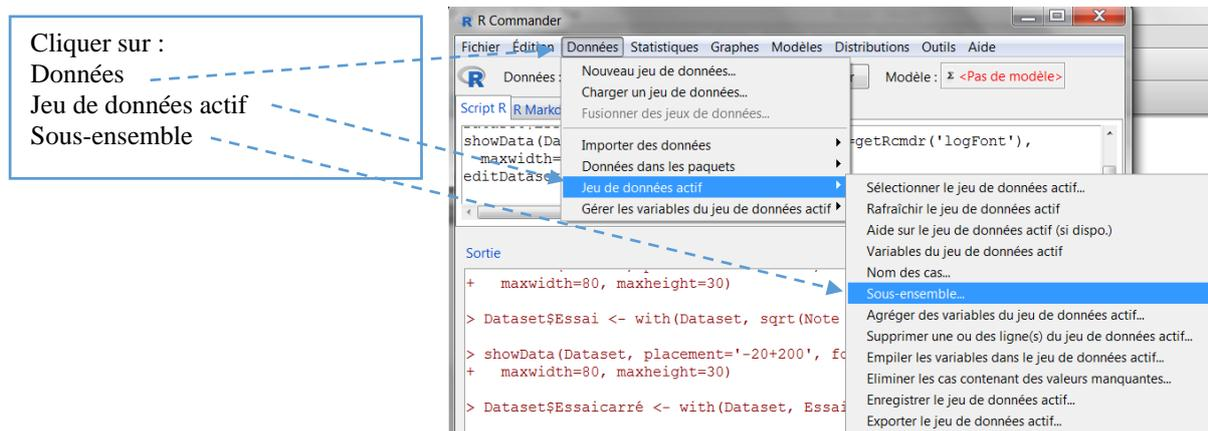 Cliquer sur :
Données
Jeu de données actif
Sous-ensemble
R Commander
Fichier Édition Données Statistiques Graphes Modèles Distributions Outils Aide
Données :
Modèle : Σ <Pas de modèle>
Script R R Markd
Nouveau jeu de données...
Charger un jeu de données...
Fusionner des jeux de données...
Importer des données
Données dans les paquets
Jeu de données actif
Gérer les variables du jeu de données actif
showData(Da
=getRcmdr('logFont'),
maxwidth=
editDatase
Sélectionner le jeu de données actif...
Rafraîchir le jeu de données actif
Aide sur le jeu de données actif (si dispo.)
Variables du jeu de données actif
Nom des cas...
Sous-ensemble...
Agréger des variables du jeu de données actif...
Supprimer une ou des ligne(s) du jeu de données actif...
Empiler les variables dans le jeu de données actif...
Eliminer les cas contenant des valeurs manquantes...
Enregistrer le jeu de données actif...
Exporter le jeu de données actif...
Sortie
+ maxwidth=80, maxheight=30)
> Dataset$Essai <- with(Dataset, sqrt(Note
> showData(Dataset, placement='-20+200', fo
+ maxwidth=80, maxheight=30)
> Dataset$Essaicarré <- with(Dataset, Essai